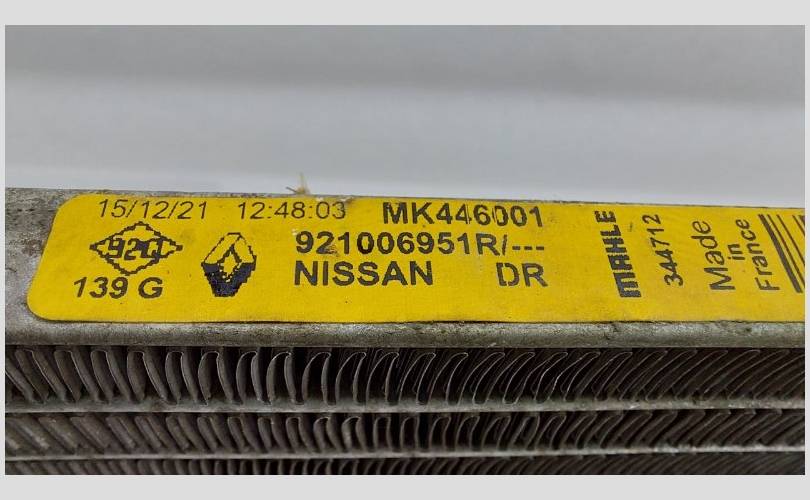 15/12/21 12:48:03 MK446001
921006951R/---
139 G NISSAN DR
MAHLE
344712
Made
in
France